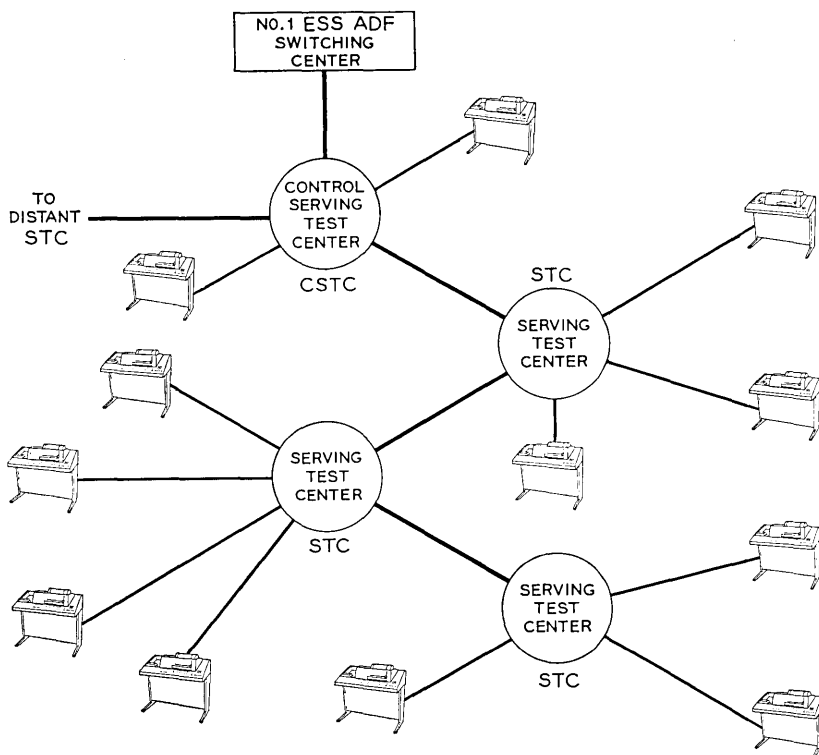 NO.1 ESS ADF
SWITCHING
CENTER
CONTROL
SERVING
TEST
CENTER
CSTC
TO
DISTANT
STC
STC
SERVING
TEST
CENTER
SERVING
TEST
CENTER
STC
SERVING
TEST
CENTER
STC